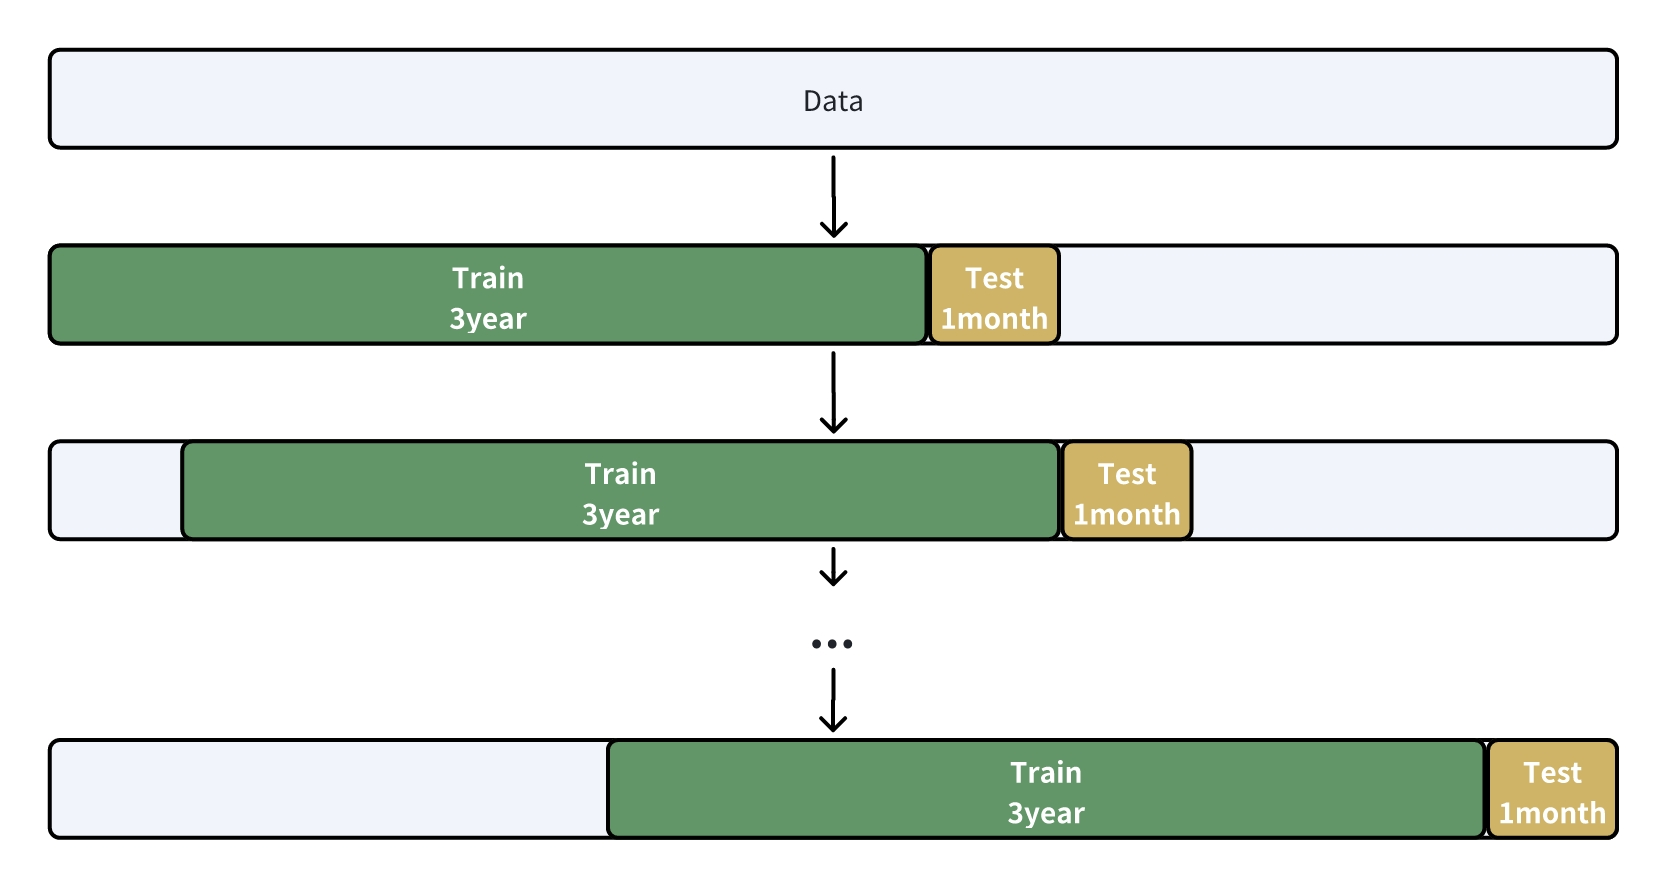 Data
Train
3year
Test
1month
Train
3year
Test
1month
...
Train
3year
Test
1month